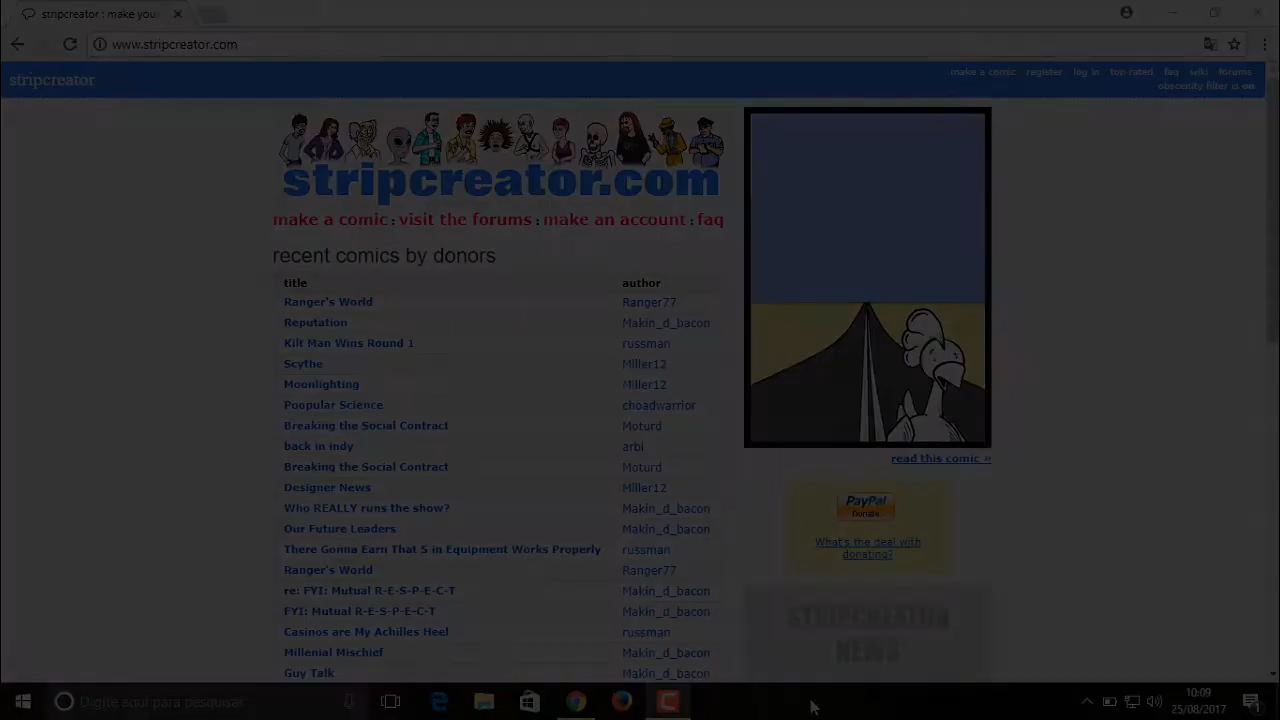 stripcreator : make your
www.stripcreator.com
stripcreator
make a comic register log in top rated faq wiki forums
obscenity filter is on
stripcreator.com
make a comic : visit the forums : make an account : faq
recent comics by donors
title author
Ranger's World Ranger77
Reputation Makin_d_bacon
Kilt Man Wins Round 1 russman
Scythe Miller12
Moonlighting Miller12
Poopular Science choadwarrior
Breaking the Social Contract Moturd
back in indy arbi
Breaking the Social Contract Moturd
Designer News Miller12
Who REALLY runs the show? Makin_d_bacon
Our Future Leaders Makin_d_bacon
There Gonna Earn That S in Equipment Works Properly russman
Ranger's World Ranger77
re: FYI: Mutual R-E-S-P-E-C-T Makin_d_bacon
FYI: Mutual R-E-S-P-E-C-T Makin_d_bacon
Casinos are My Achilles Heel russman
Millenial Mischief Makin_d_bacon
Guy Talk Makin_d_bacon
read this comic »
PayPal
Donate
What's the deal with
donating?
STRIPCREATOR
NEWS
Digite aqui para pesquisar
10:09
25/08/2017
1